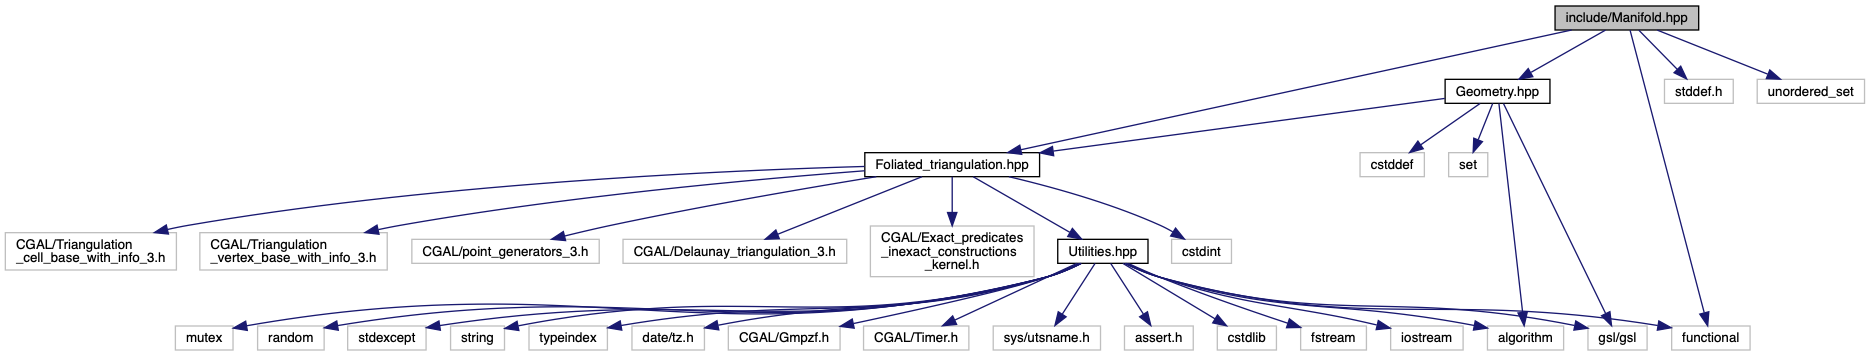 include/Manifold.hpp
Geometry.hpp
stddef.h
unordered_set
Foliated_triangulation.hpp
cstddef
set
CGAL/Triangulation
_cell_base_with_info_3.h
CGAL/Triangulation
_vertex_base_with_info_3.h
CGAL/point_generators_3.h
CGAL/Delaunay_triangulation_3.h
CGAL/Exact_predicates
_inexact_constructions
_kernel.h
Utilities.hpp
cstdint
mutex
random
stdexcept
string
typeindex
date/tz.h
CGAL/Gmpzf.h
CGAL/Timer.h
sys/utsname.h
assert.h
cstdlib
fstream
iostream
algorithm
gsl/gsl
functional